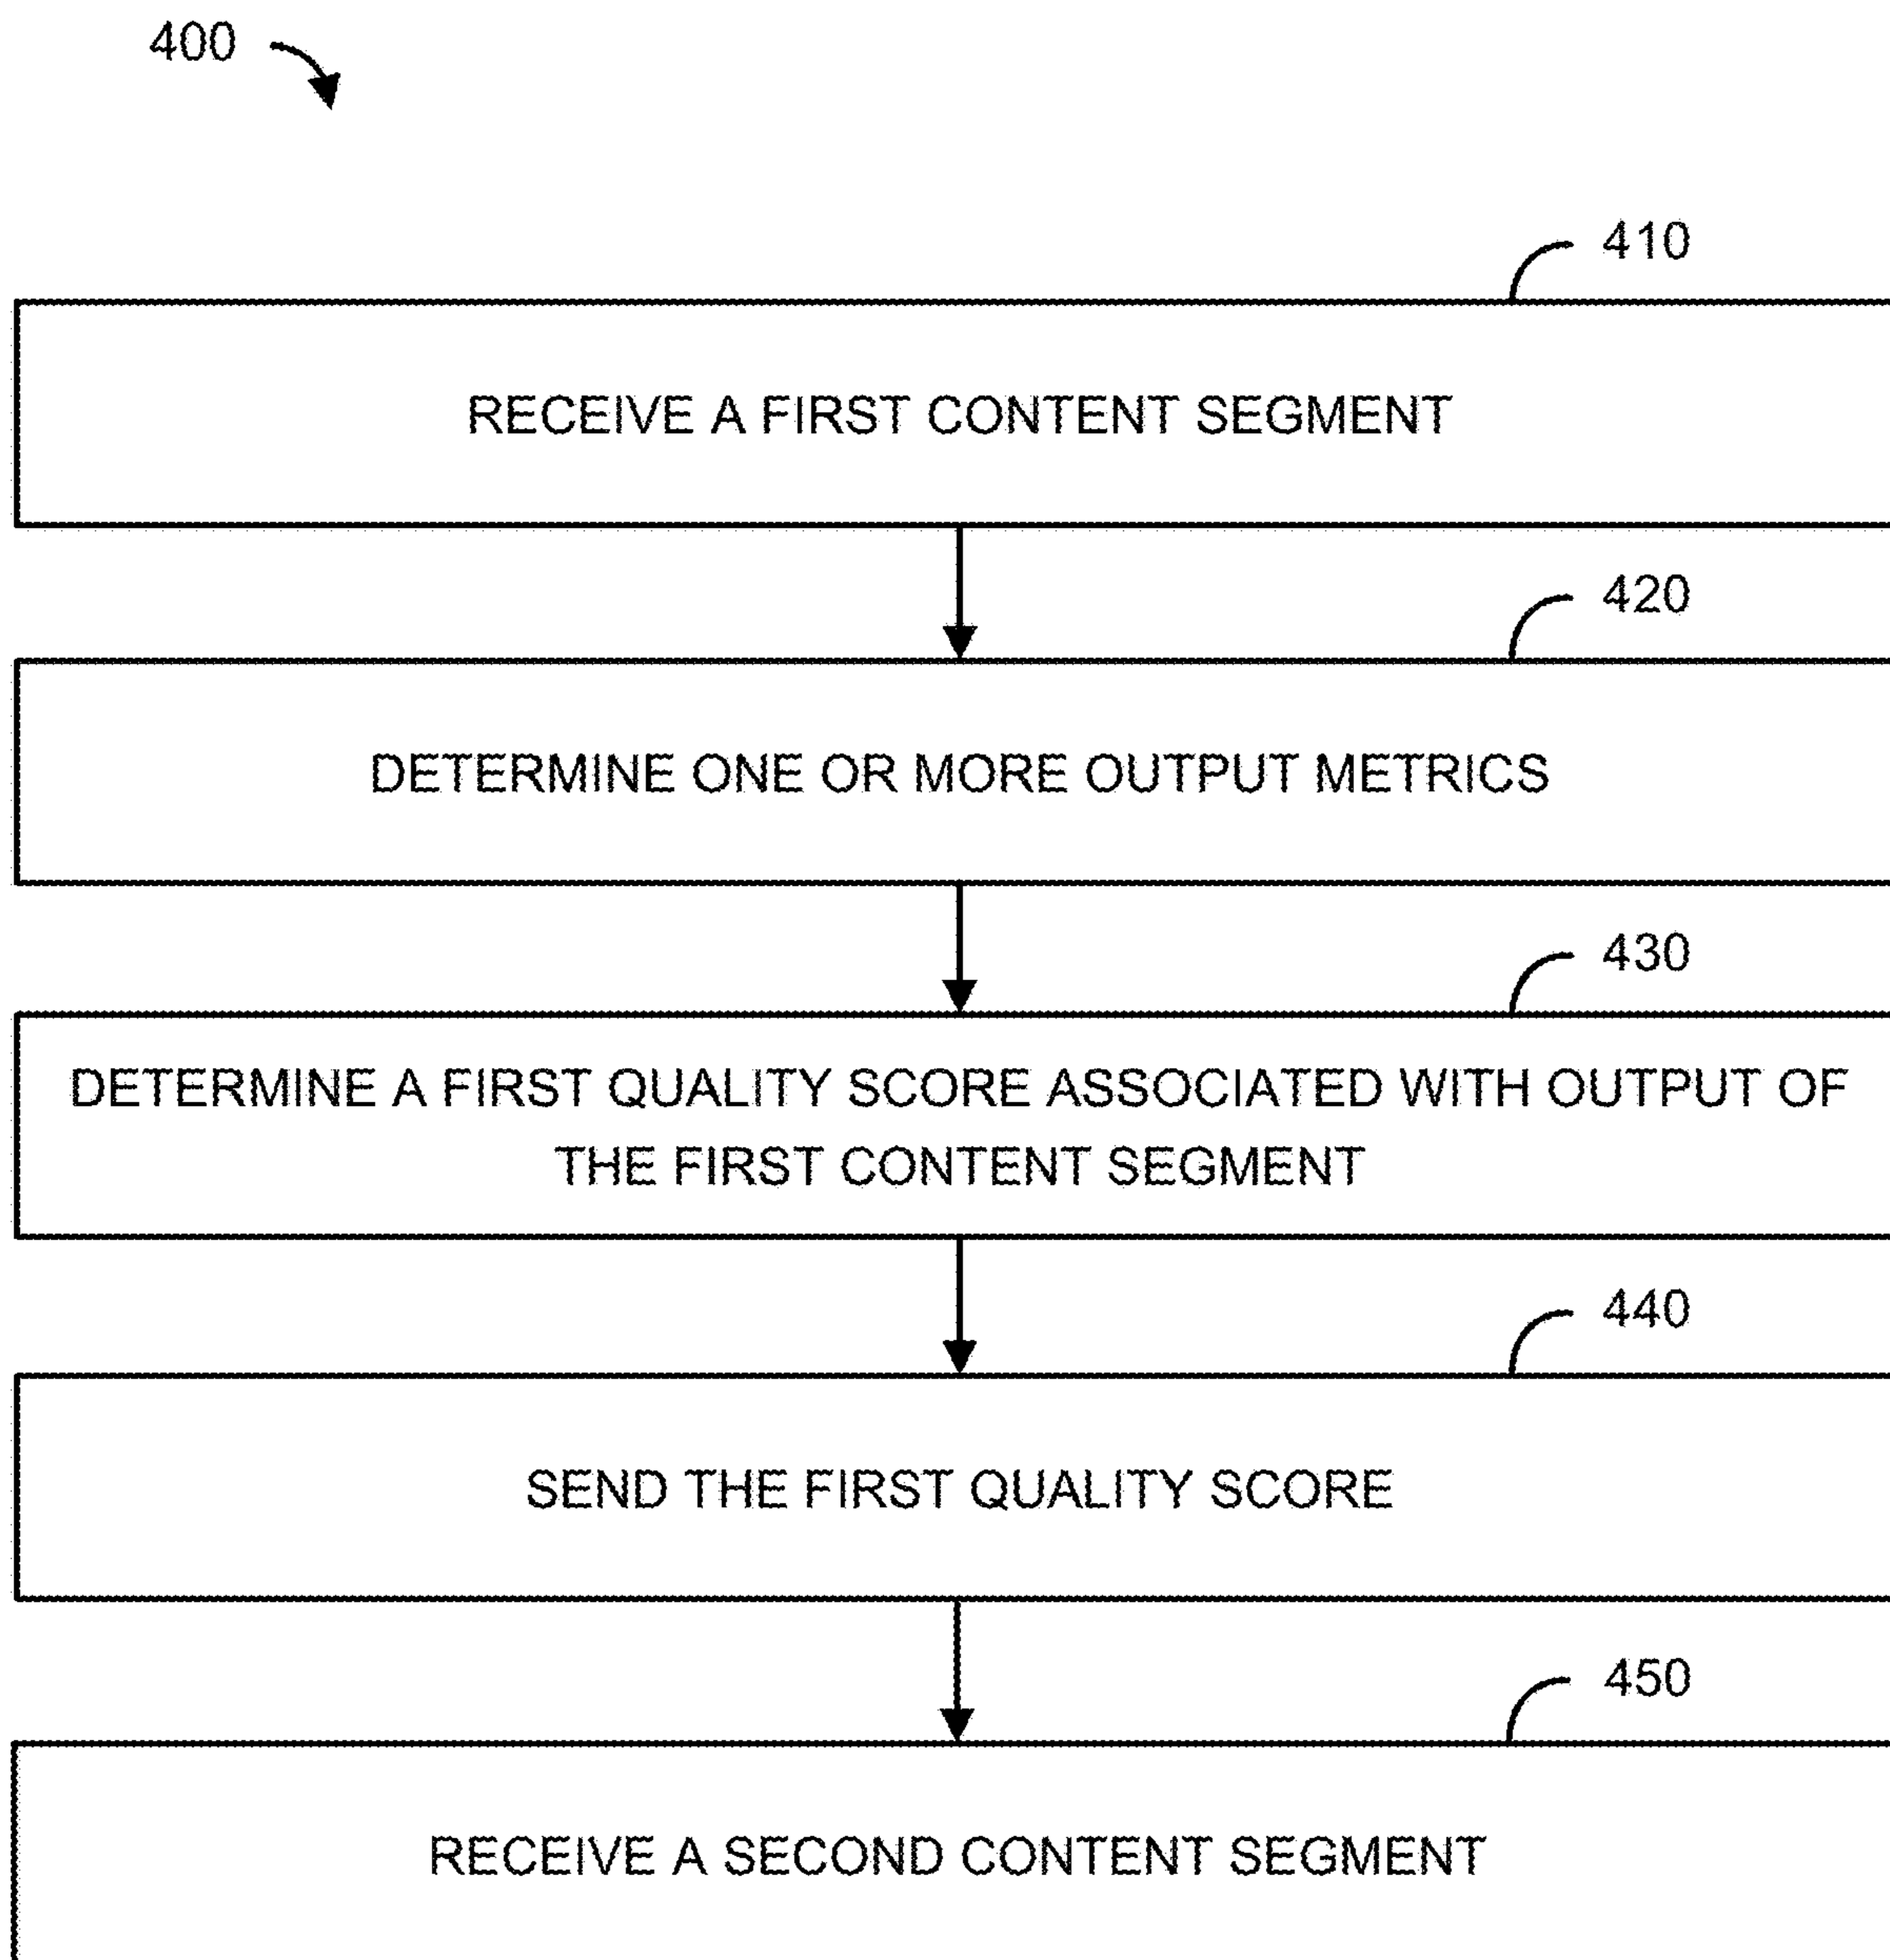 400
410
RECEIVE A FIRST CONTENT SEGMENT
420
DETERMINE ONE OR MORE OUTPUT METRICS
430
DETERMINE A FIRST QUALITY SCORE ASSOCIATED WITH OUTPUT OF
THE FIRST CONTENT SEGMENT
440
SEND THE FIRST QUALITY SCORE
450
RECEIVE A SECOND CONTENT SEGMENT